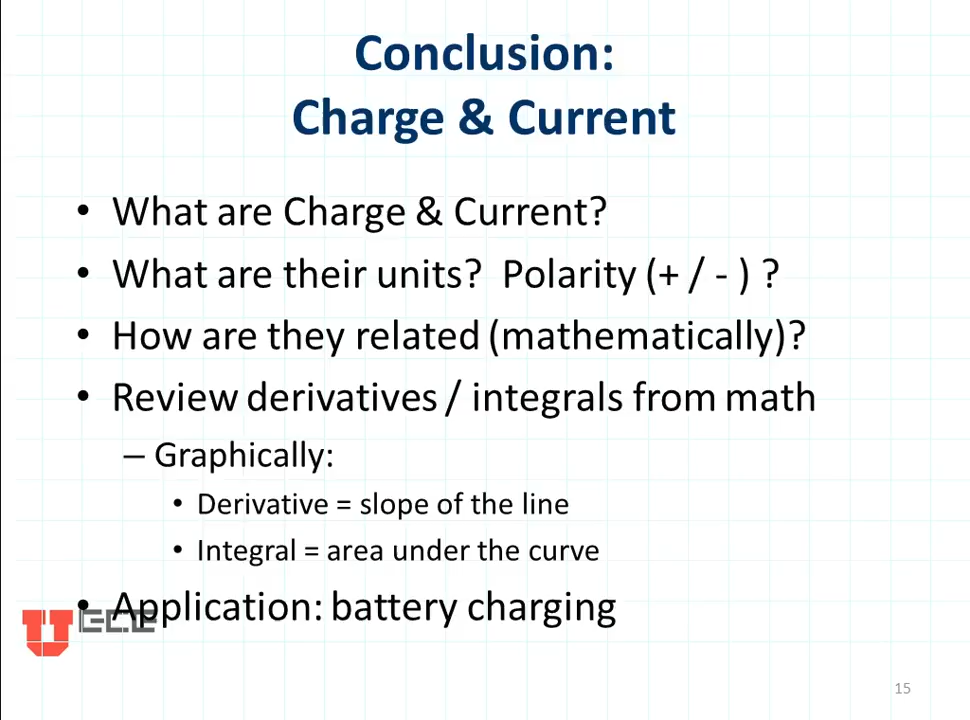 Conclusion:
Charge & Current
• What are Charge & Current?
• What are their units?  Polarity (+ / - ) ?
• How are they related (mathematically)?
• Review derivatives / integrals from math
– Graphically:
• Derivative = slope of the line
• Integral = area under the curve
• Application: battery charging
U ECE
15